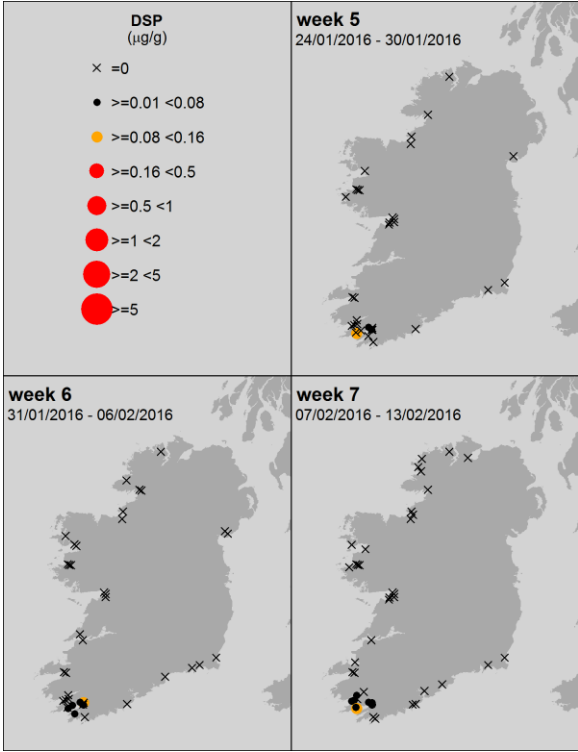 DSP
(µg/g)
=0
>=0.01 <0.08
>=0.08 <0.16
>=0.16 <0.5
>=0.5 <1
>=1 <2
>=2 <5
>=5
week 5
24/01/2016 - 30/01/2016
week 6
31/01/2016 - 06/02/2016
week 7
07/02/2016 - 13/02/2016